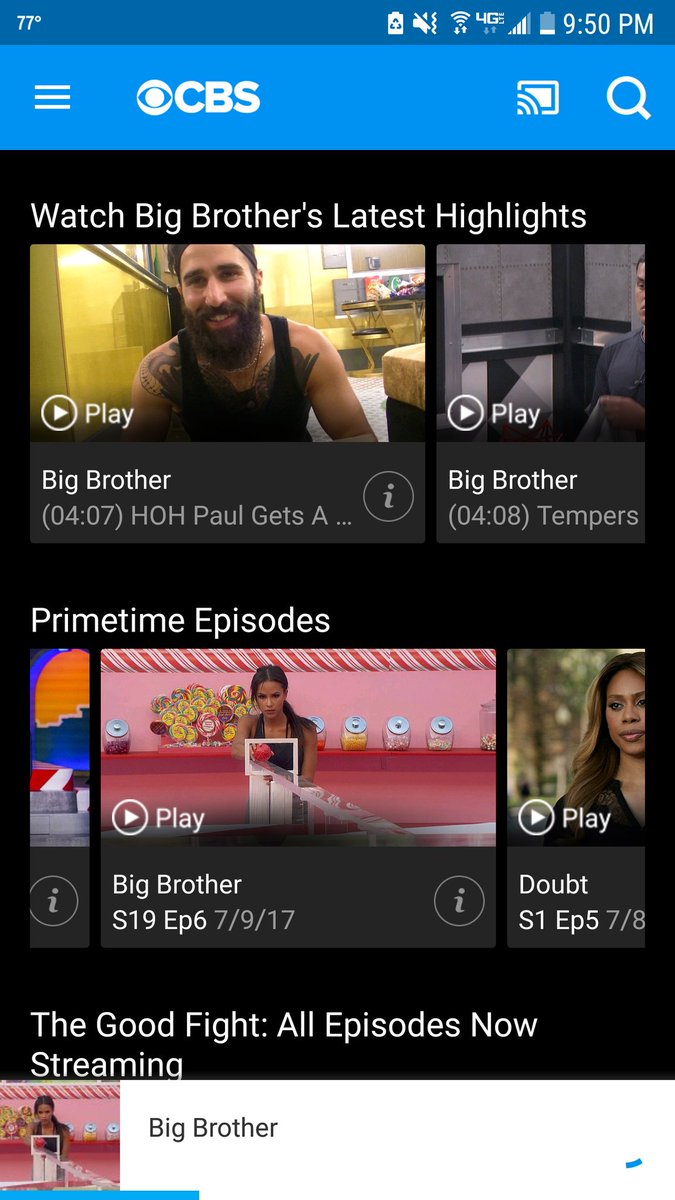 77°
4G LTE
9:50 PM
CBS
Watch Big Brother's Latest Highlights
Play
Play
Big Brother
(04:07) HOH Paul Gets A ...
Big Brother
(04:08) Tempers
Primetime Episodes
Play
Play
Big Brother
S19 Ep6 7/9/17
Doubt
S1 Ep5 7/8
The Good Fight: All Episodes Now
Streaming
Big Brother